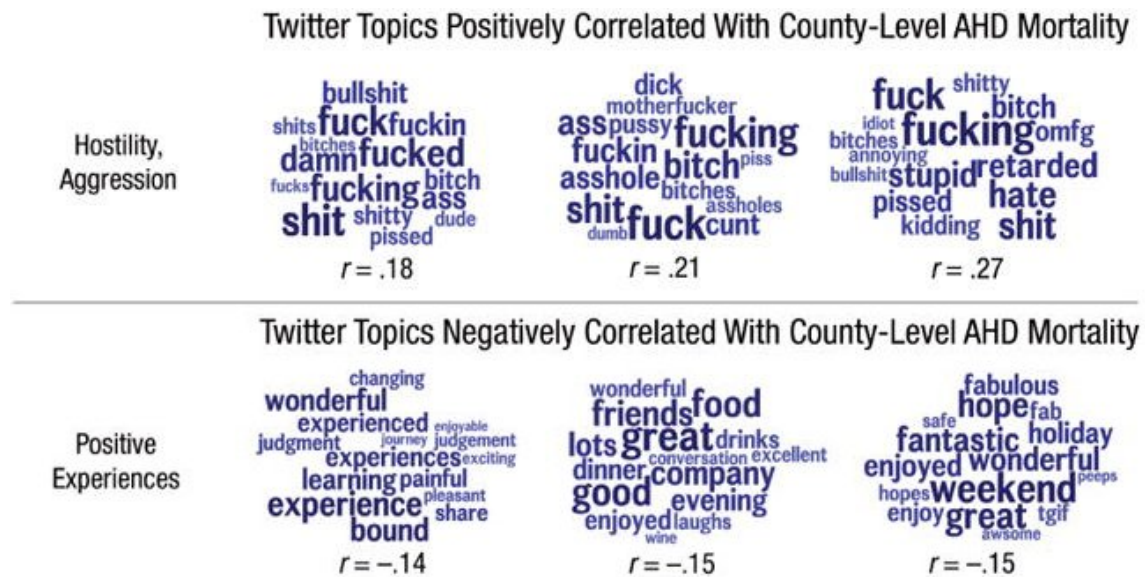 Twitter Topics Positively Correlated With County-Level AHD Mortality
Hostility,
Aggression
bullshit
shits fuck fuckin
bitches
damn fucked
fucks fucking bitch
ass
shit shitty dude
pissed
r = .18
dick
motherfucker
ass pussy fucking
fuckin bitch piss
asshole bitches
assholes
shit fuck cunt
dumb
r = .21
fuck shitty
bitch
idiot fucking omfg
bitches
annoying
bullshit stupid retarded
pissed hate
kidding shit
r = .27
Twitter Topics Negatively Correlated With County-Level AHD Mortality
Positive
Experiences
changing
wonderful
experienced enjoyable
judgment journey judgement
experiences exciting
learning painful
pleasant
experience share
bound
r = –.14
wonderful
friends food
lots great drinks
conversation excellent
dinner company
good evening
enjoyed laughs
wine
r = –.15
fabulous
hope fab
safe
fantastic holiday
enjoyed wonderful
peeps
hopes weekend
enjoy great tgif
awsome
r = –.15